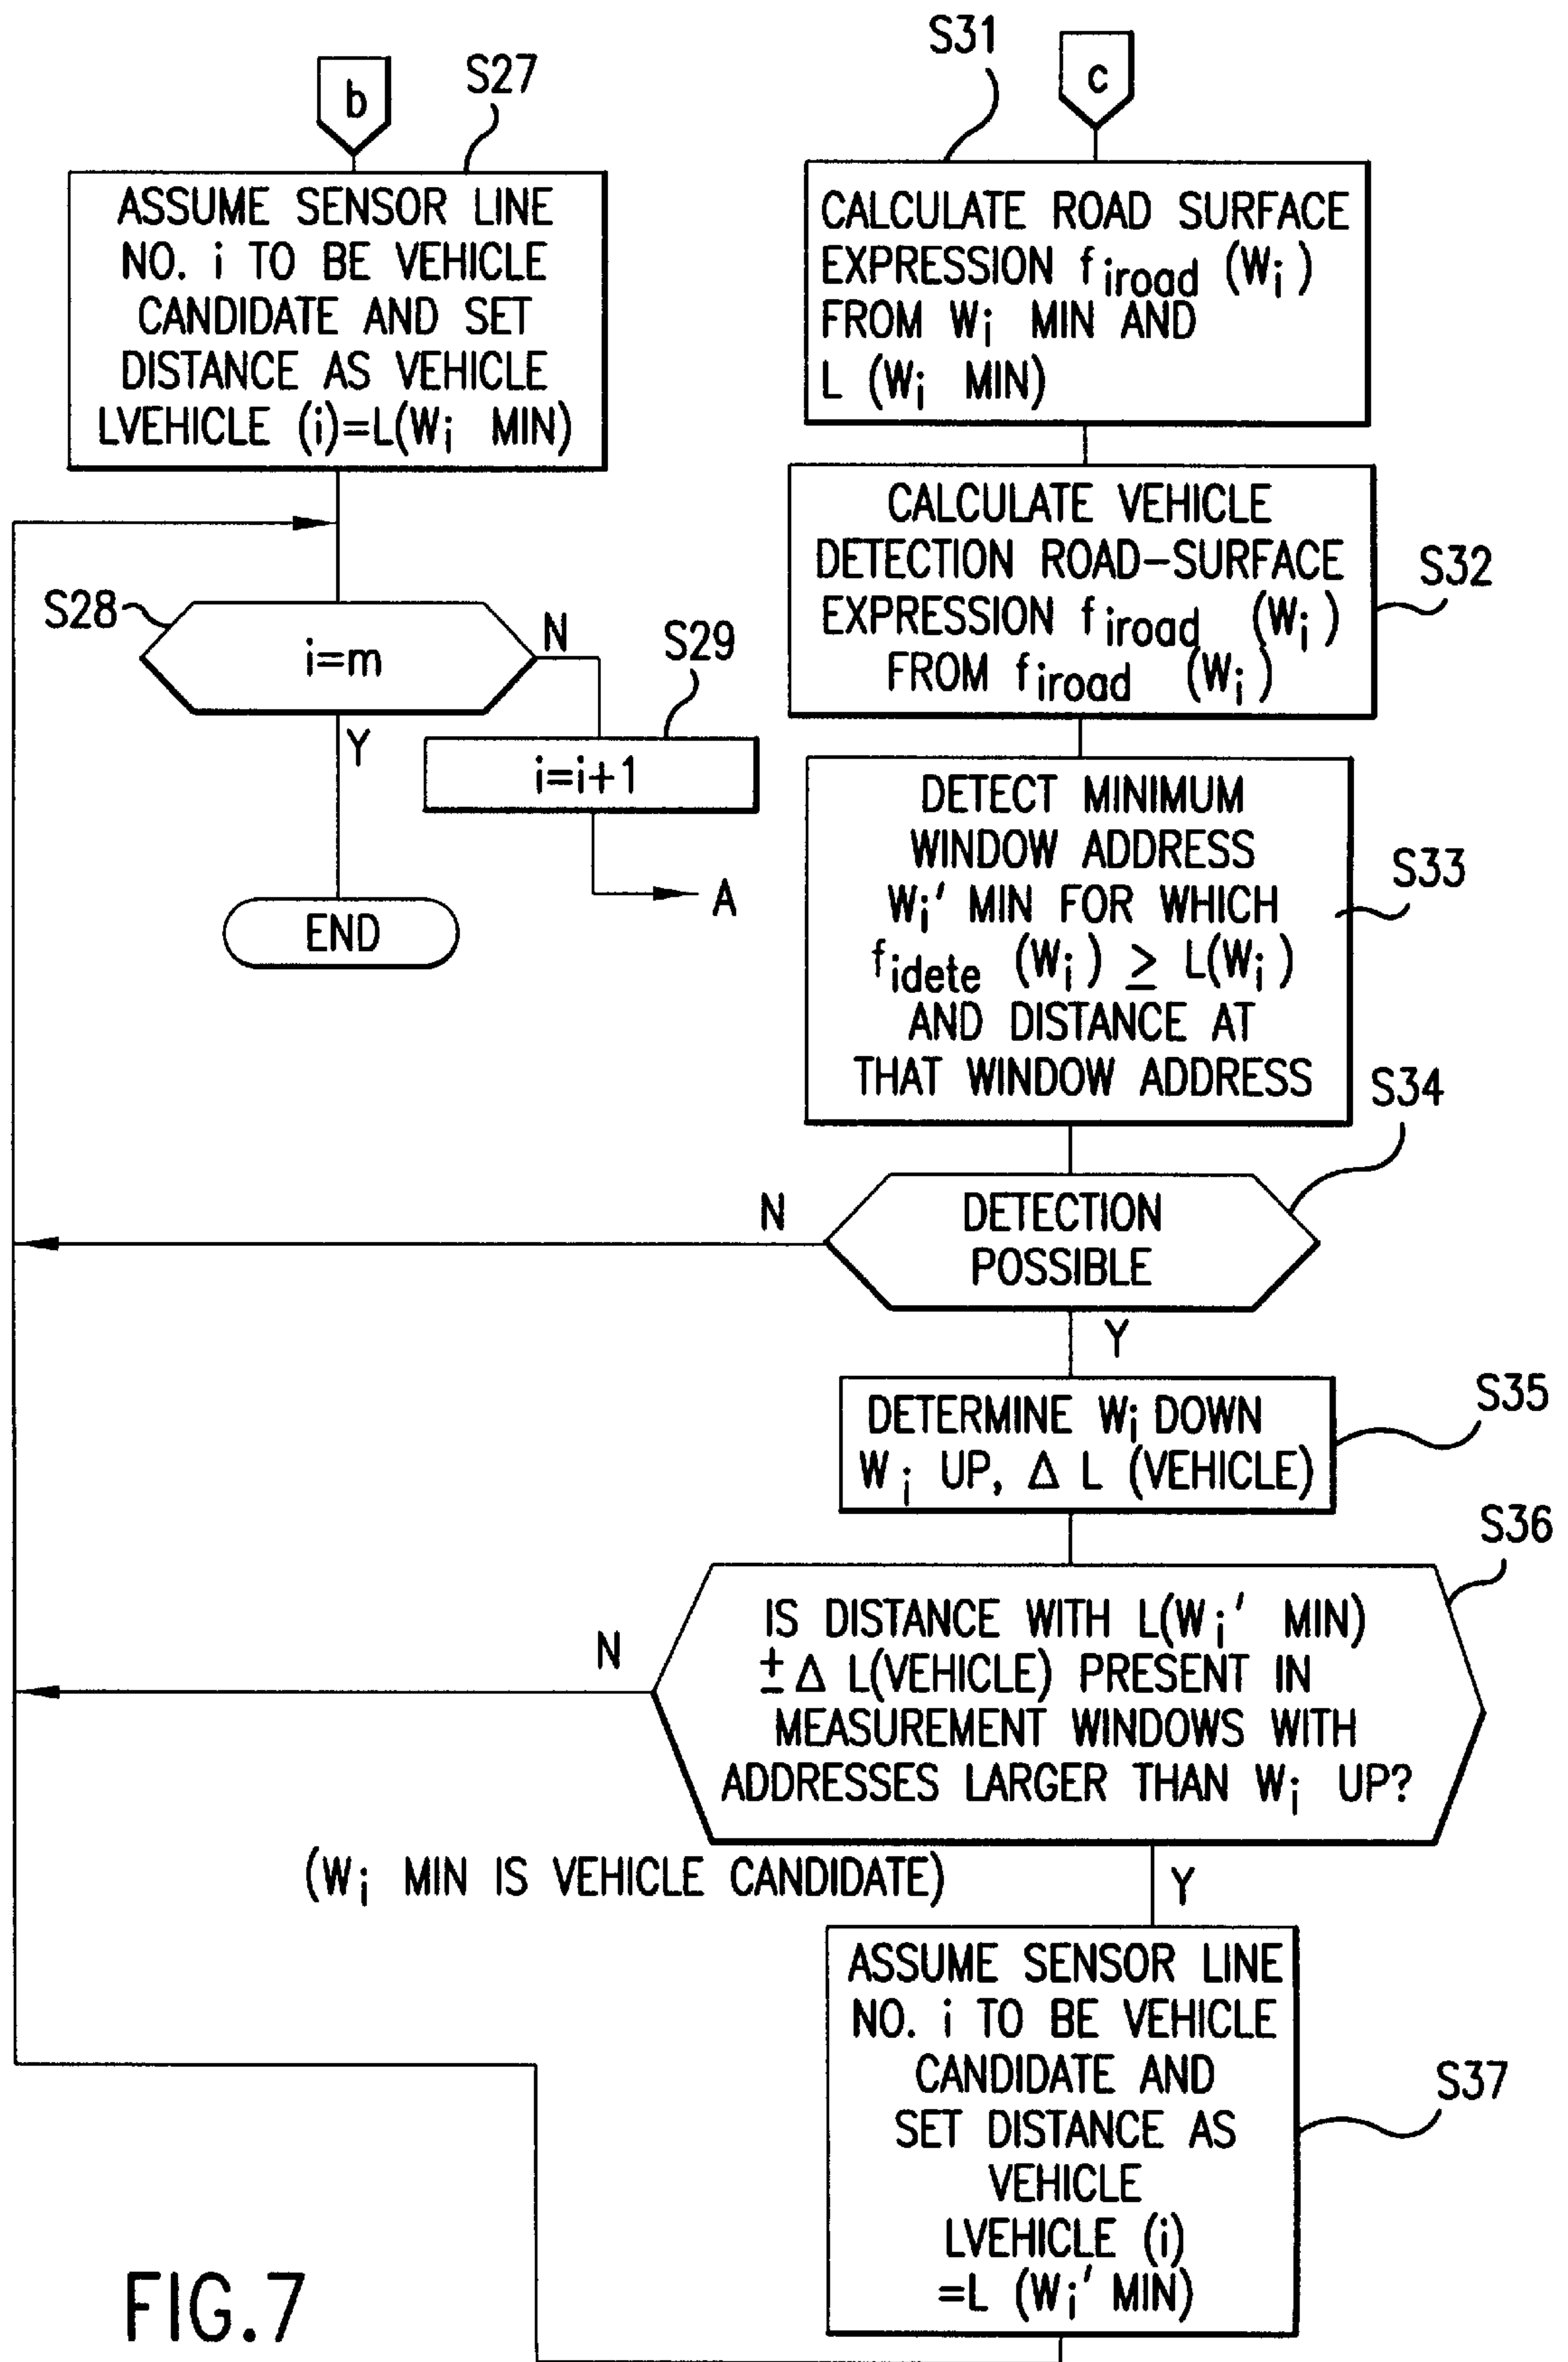 b
S27
ASSUME SENSOR LINE
NO. i TO BE VEHICLE
CANDIDATE AND SET
DISTANCE AS VEHICLE
LVEHICLE (i)=L(Wi MIN)
S28
i=m
N
Y
S29
i=i+1
A
END
S31
c
CALCULATE ROAD SURFACE
EXPRESSION firoad (Wi)
FROM Wi MIN AND
L (Wi MIN)
CALCULATE VEHICLE
DETECTION ROAD-SURFACE
EXPRESSION firoad (Wi)
FROM firoad (Wi)
S32
DETECT MINIMUM
WINDOW ADDRESS
Wi' MIN FOR WHICH
fidete (Wi) ≥ L(Wi)
AND DISTANCE AT
THAT WINDOW ADDRESS
S33
S34
DETECTION
POSSIBLE
N
Y
DETERMINE Wi DOWN
Wi UP, Δ L (VEHICLE)
S35
S36
IS DISTANCE WITH L(Wi' MIN)
±Δ L(VEHICLE) PRESENT IN
MEASUREMENT WINDOWS WITH
ADDRESSES LARGER THAN Wi UP?
N
(Wi MIN IS VEHICLE CANDIDATE)
Y
ASSUME SENSOR LINE
NO. i TO BE VEHICLE
CANDIDATE AND
SET DISTANCE AS
VEHICLE
LVEHICLE (i)
=L (Wi' MIN)
S37
FIG.7